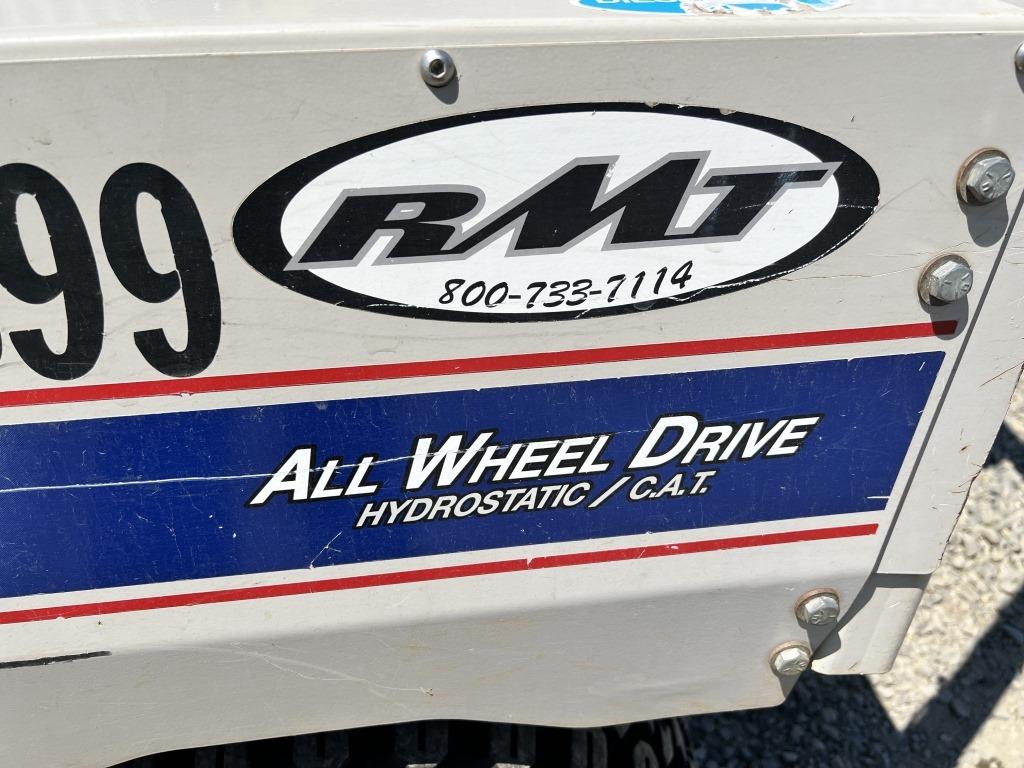 RMT
800-733-7114
99
ALL WHEEL DRIVE
HYDROSTATIC / C.A.T.